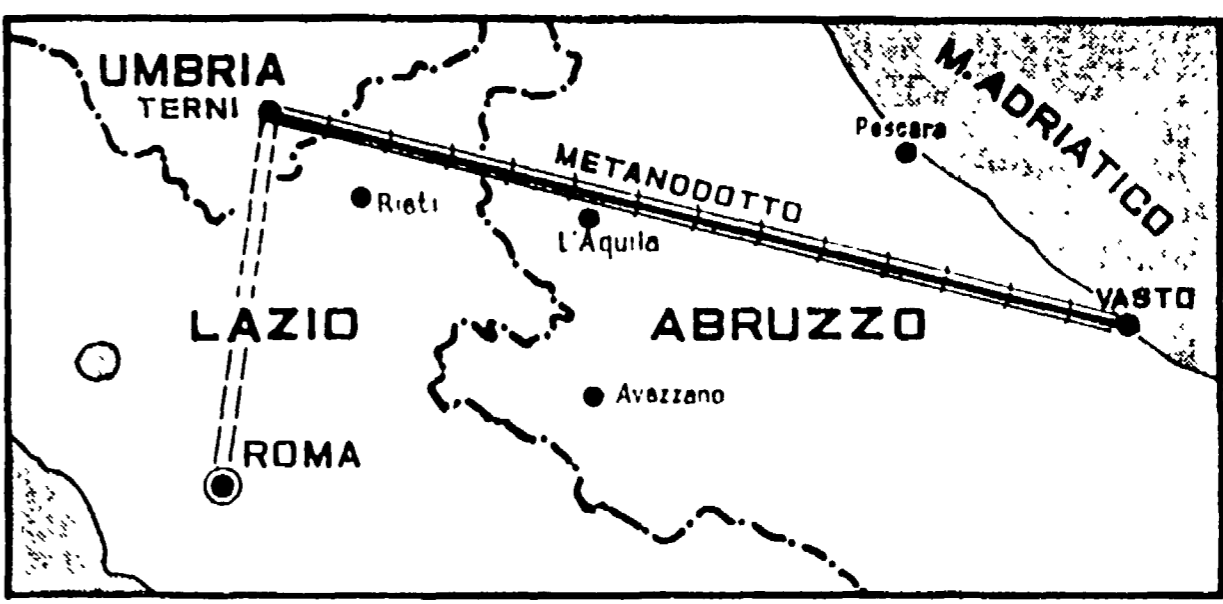 UMBRIA
TERNI
M. ADRIATICO
Pescara
METANODOTTO
Rieti
L'Aquila
VASTO
LAZIO
ABRUZZO
Avezzano
ROMA